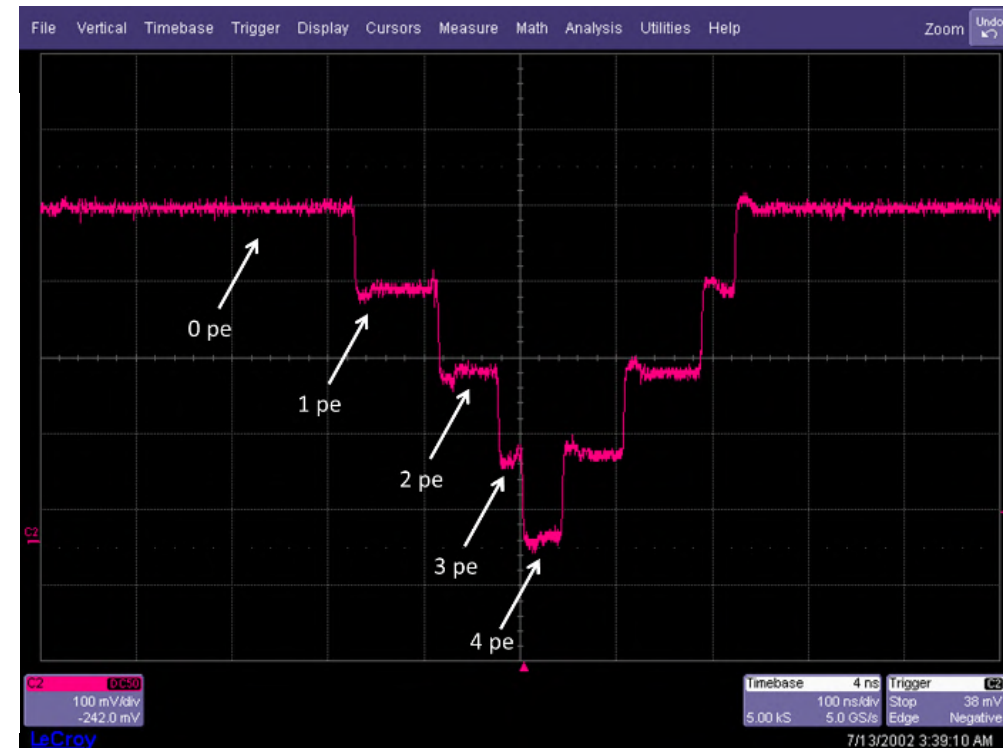 File Vertical Timebase Trigger Display Cursors Measure Math Analysis Utilities Help Zoom Undo
0 pe
1 pe
2 pe
3 pe
4 pe
C2
C2 DC50
100 mV/div
-242.0 mV
Timebase 4 ns
100 ns/div
5.00 kS 5.0 GS/s
Trigger C2
Stop 38 mV
Edge Negative
LeCroy
7/13/2002 3:39:10 AM